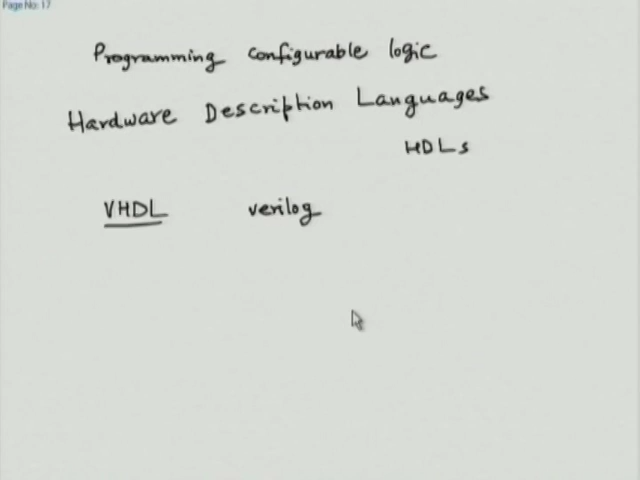 Page No: 17
Programming configurable logic
Hardware Description Languages
HDLs
VHDL verilog